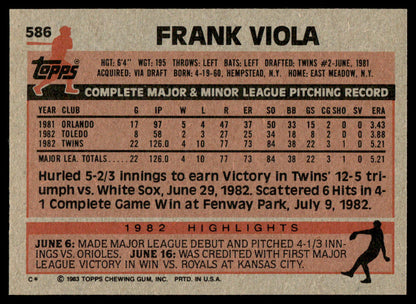 586
FRANK VIOLA
Topps
HGT: 6'4" WGT: 195 THROWS: LEFT BATS: LEFT DRAFTED: TWINS #2-JUNE, 1981
ACQUIRED: VIA DRAFT BORN: 4-19-60, HEMPSTEAD, N.Y. HOME: EAST MEADOW, N.Y.
COMPLETE MAJOR & MINOR LEAGUE PITCHING RECORD
YEAR CLUB G IP W L R ER SO BB GS CG SHO SV ERA
1981 ORLANDO 17 97 5 4 47 37 50 33 15 2 0 0 3.43
1982 TOLEDO 8 58 2 3 27 25 34 18 8 2 0 0 3.88
1982 TWINS 22 126.0 4 10 77 73 84 38 22 3 1 0 5.21
MAJOR LEA. TOTALS 22 126.0 4 10 77 73 84 38 22 3 1 0 5.21
Hurled 5-2/3 innings to earn Victory in Twins' 12-5 tri-
umph vs. White Sox, June 29, 1982. Scattered 6 Hits in 4-
1 Complete Game Win at Fenway Park, July 9, 1982.
1982 HIGHLIGHTS
JUNE 6: MADE MAJOR LEAGUE DEBUT AND PITCHED 4-1/3 INN-
INGS VS. ORIOLES. JUNE 16: WAS CREDITED WITH FIRST MAJOR
LEAGUE VICTORY IN WIN VS. ROYALS AT KANSAS CITY.
C* ©1983 TOPPS CHEWING GUM, INC. PRTD. IN U.S.A.